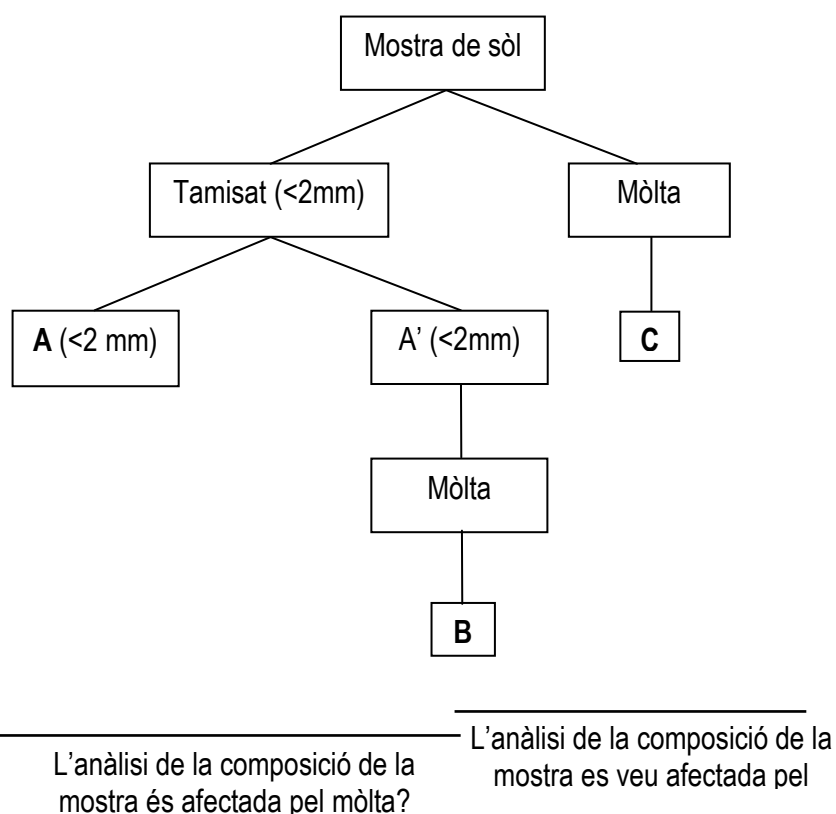 Mostra de sòl
Tamisat (<2mm)
Mòlta
A (<2 mm)
A’ (<2mm)
C
Mòlta
B
L’anàlisi de la composició de la
mostra és afectada pel mòlta?
L’anàlisi de la composició de la
mostra es veu afectada pel